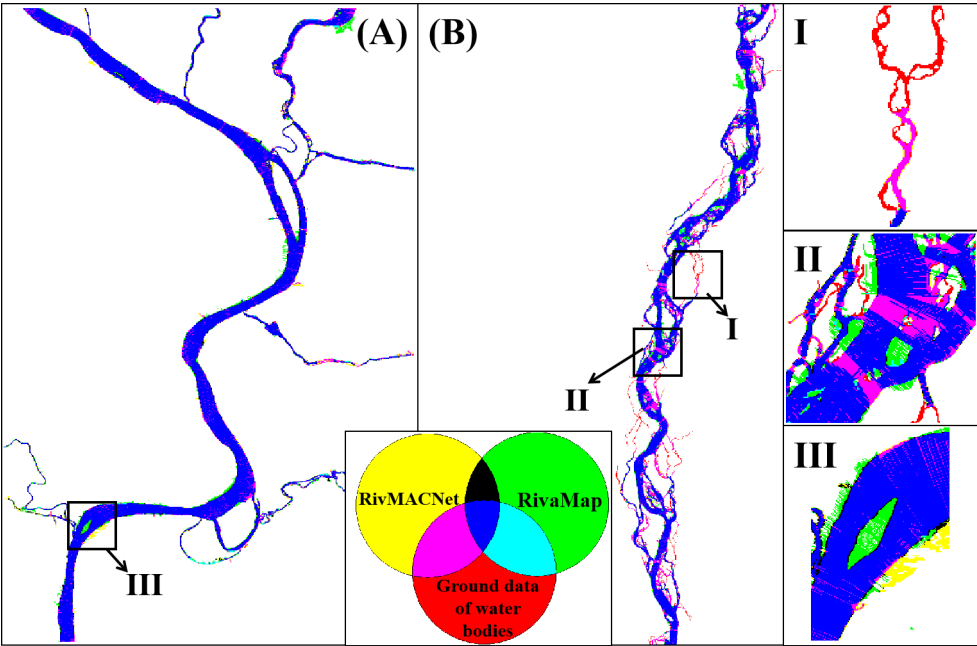 (A)
(B)
I
I
II
II
III
III
RivMACNet
RivaMap
Ground data
of water
bodies